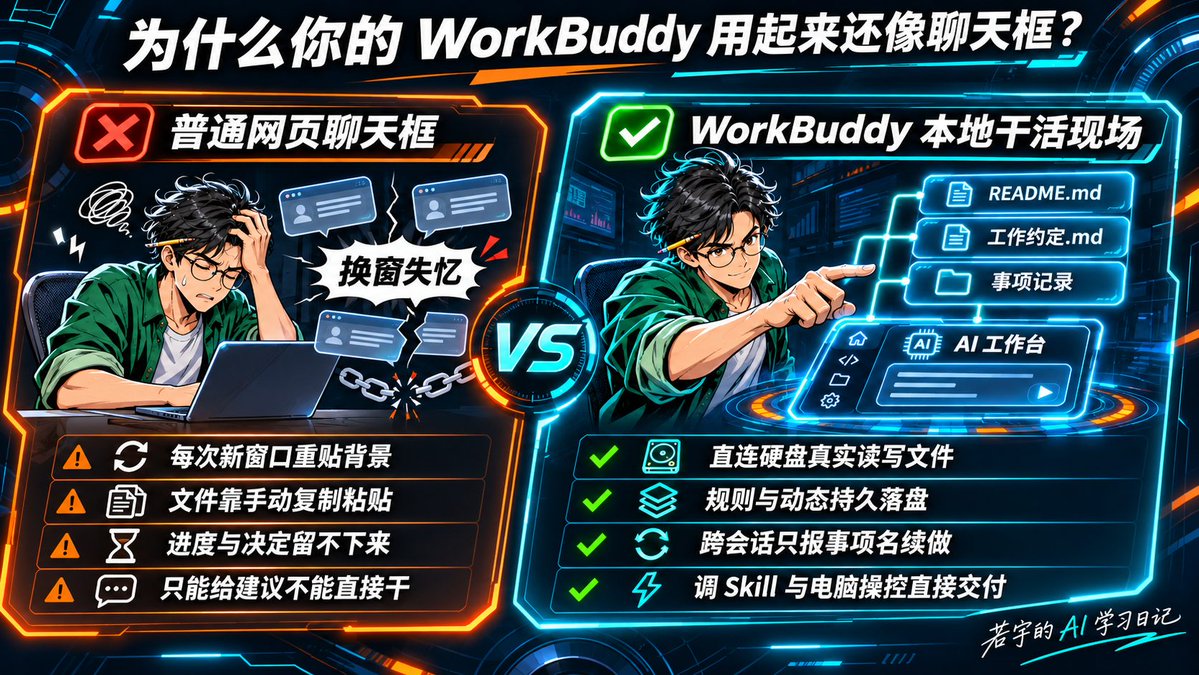 为什么你的 WorkBuddy 用起来还像聊天框？
普通网页聊天框
换窗失忆
每次新窗口重贴背景
文件靠手动复制粘贴
进度与决定留不下来
只能给建议不能直接干
VS
WorkBuddy 本地干活现场
README.md
工作约定.md
事项记录
AI
AI 工作台
</>
直连硬盘真实读写文件
规则与动态持久落盘
跨会话只报事项名续做
调 Skill 与电脑操控直接交付
若宇的 AI 学习日记